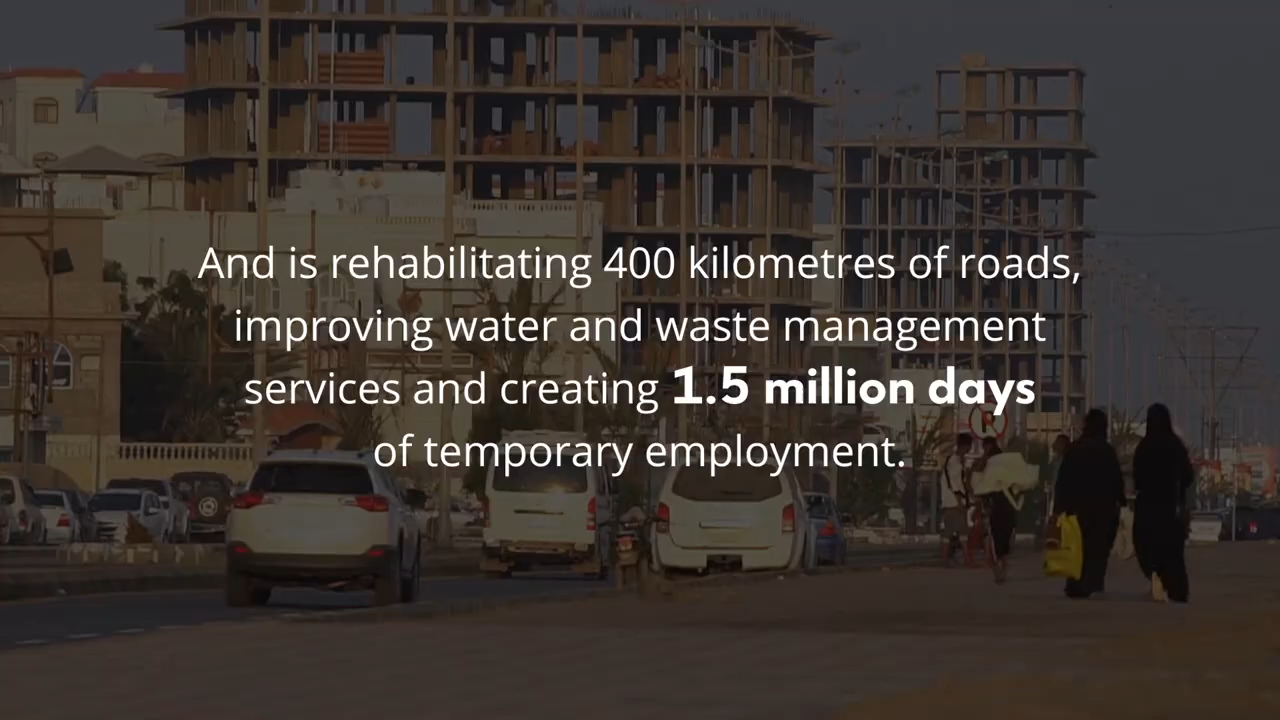 And is rehabilitating 400 kilometres of roads,
improving water and waste management
services and creating 1.5 million days
of temporary employment.